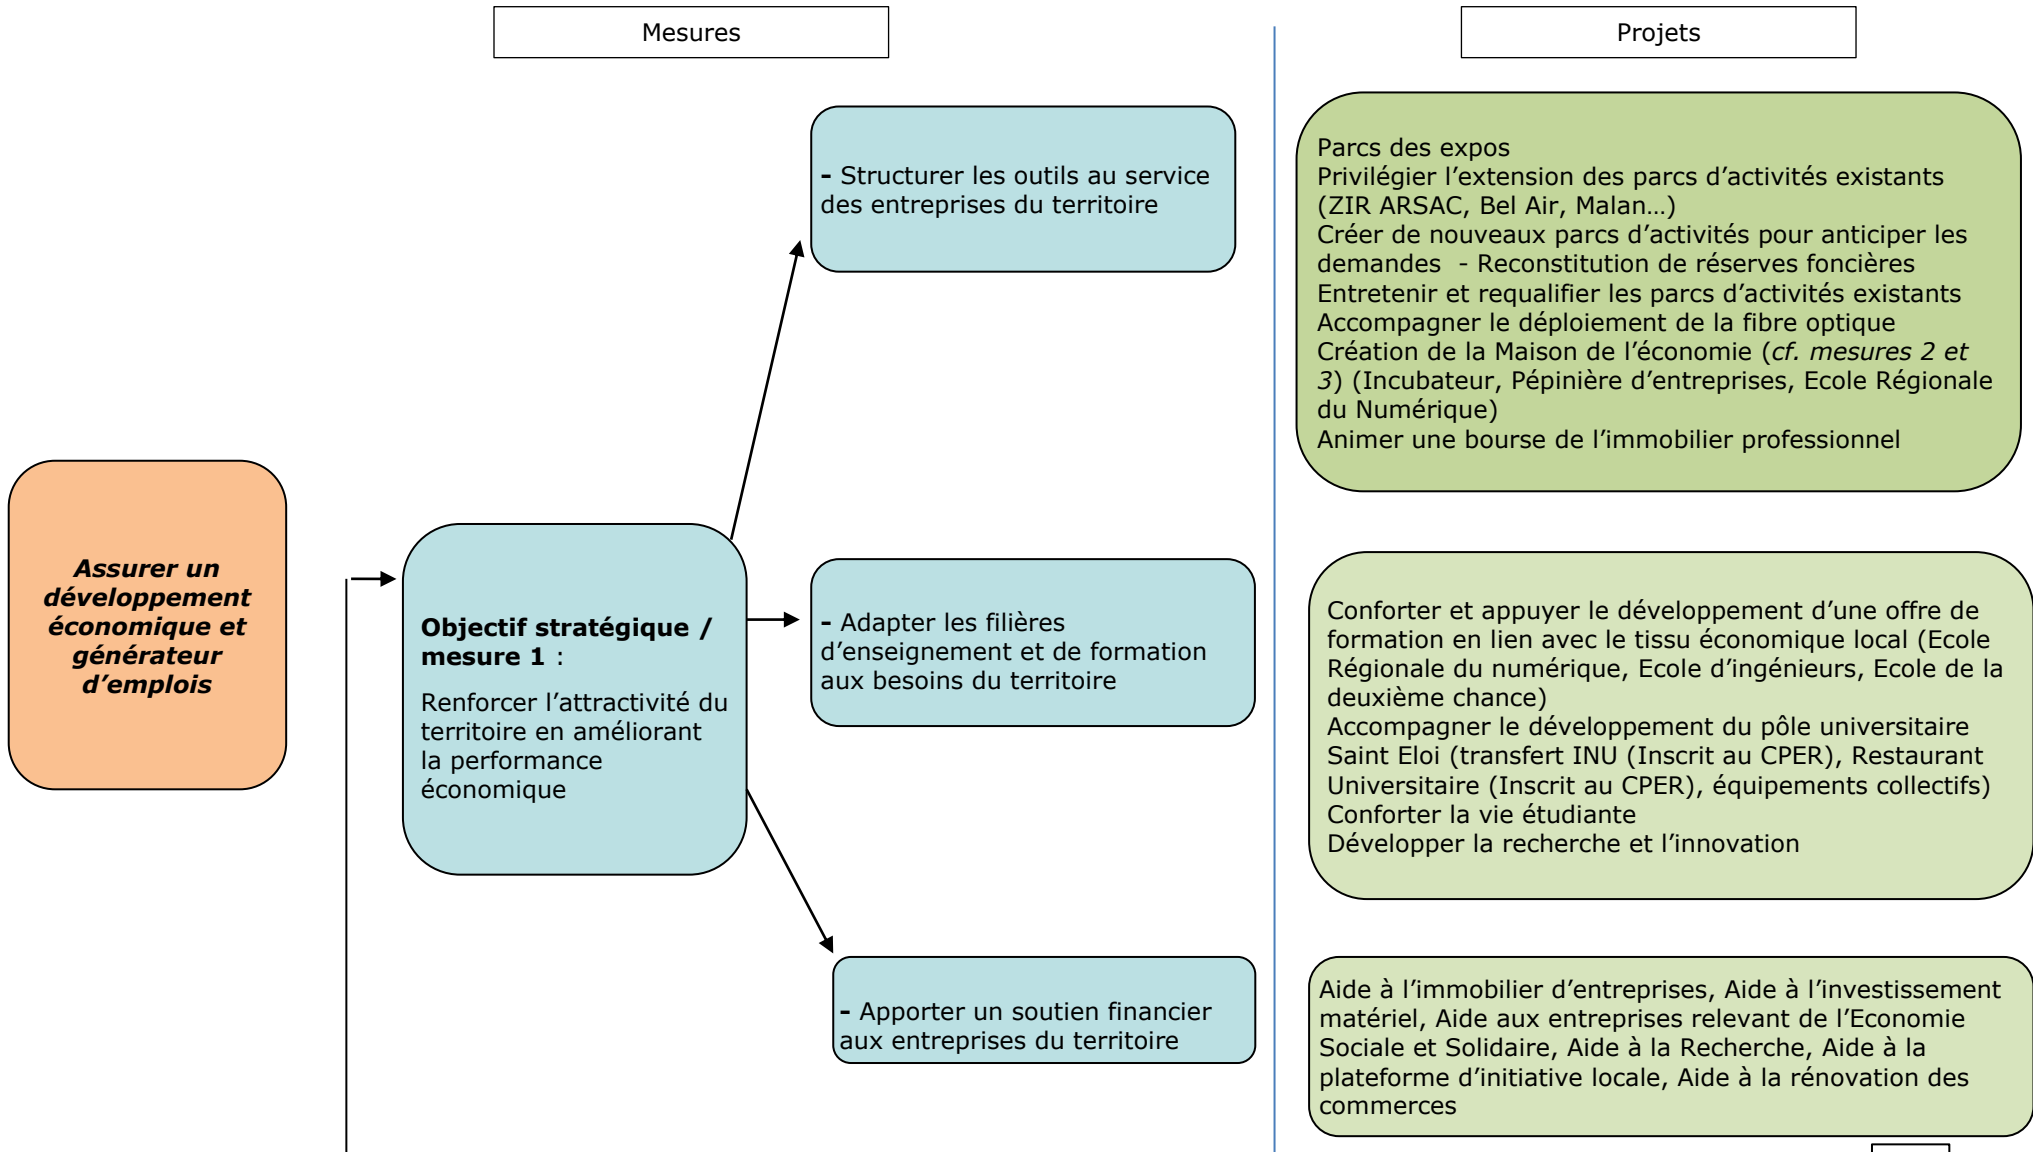 Mesures
Projets
- Structurer les outils au service
des entreprises du territoire
Parcs des expos
Privilégier l’extension des parcs d’activités existants
(ZIR ARSAC, Bel Air, Malan…)
Créer de nouveaux parcs d’activités pour anticiper les
demandes  - Reconstitution de réserves foncières
Entretenir et requalifier les parcs d’activités existants
Accompagner le déploiement de la fibre optique
Création de la Maison de l’économie (cf. mesures 2 et
3) (Incubateur, Pépinière d’entreprises, Ecole Régionale
du Numérique)
Animer une bourse de l’immobilier professionnel
Assurer un
développement
économique et
générateur
d’emplois
Objectif stratégique /
mesure 1 :
Renforcer l’attractivité du
territoire en améliorant
la performance
économique
- Adapter les filières
d’enseignement et de formation
aux besoins du territoire
Conforter et appuyer le développement d’une offre de
formation en lien avec le tissu économique local (Ecole
Régionale du numérique, Ecole d’ingénieurs, Ecole de la
deuxième chance)
Accompagner le développement du pôle universitaire
Saint Eloi (transfert INU (Inscrit au CPER), Restaurant
Universitaire (Inscrit au CPER), équipements collectifs)
Conforter la vie étudiante
Développer la recherche et l’innovation
- Apporter un soutien financier
aux entreprises du territoire
Aide à l’immobilier d’entreprises, Aide à l’investissement
matériel, Aide aux entreprises relevant de l’Economie
Sociale et Solidaire, Aide à la Recherche, Aide à la
plateforme d’initiative locale, Aide à la rénovation des
commerces